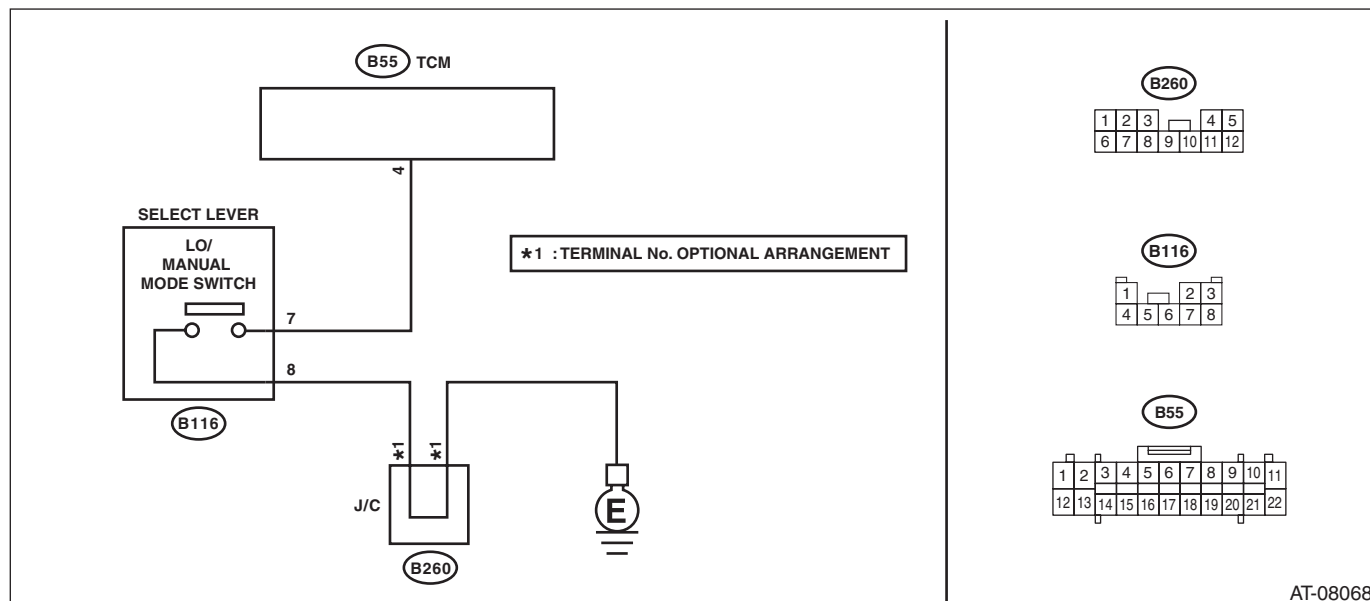 B55 TCM
4
SELECT LEVER
LO/
MANUAL
MODE SWITCH
7
8
B116
*1 : TERMINAL No. OPTIONAL ARRANGEMENT
*1 *1
J/C
E
B260
B260
1 2 3 4 5
6 7 8 9 10 11 12
B116
1 2 3
4 5 6 7 8
B55
1 2 3 4 5 6 7 8 9 10 11
12 13 14 15 16 17 18 19 20 21 22
AT-08068